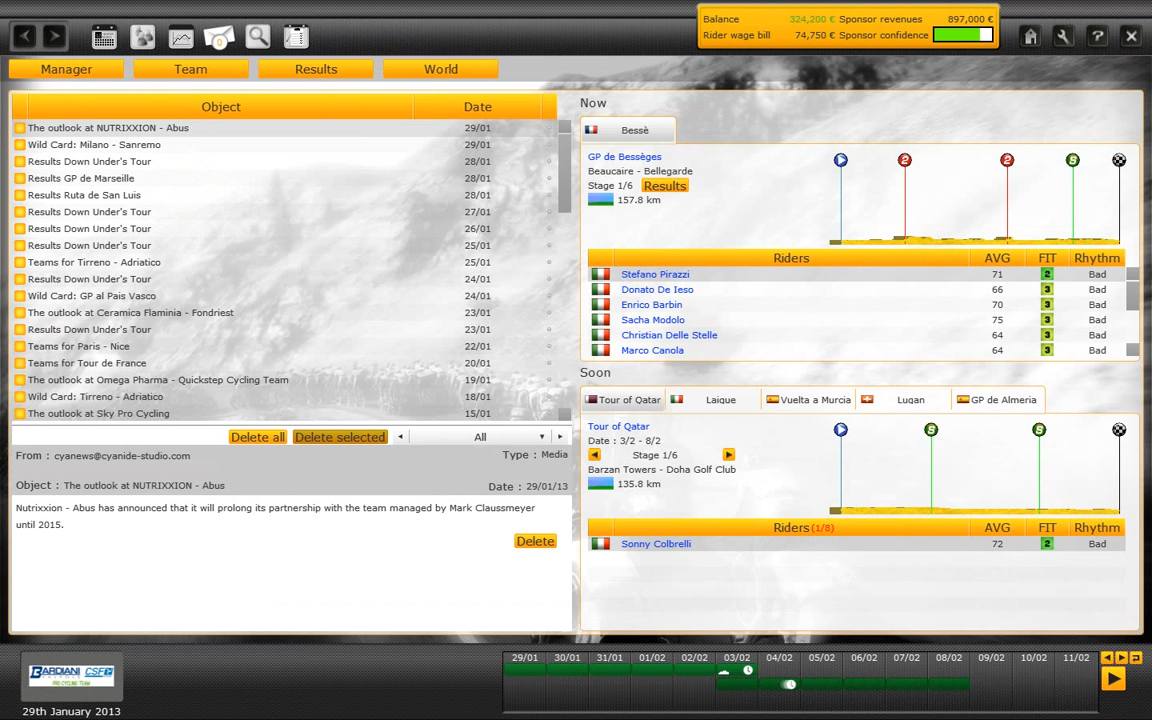 Balance 324,200 € Sponsor revenues 897,000 €
Rider wage bill 74,750 € Sponsor confidence
0
Manager Team Results World
Object Date
The outlook at NUTRIXXION - Abus 29/01
Wild Card: Milano - Sanremo 29/01
Results Down Under's Tour 28/01
Results GP de Marseille 28/01
Results Ruta de San Luis 28/01
Results Down Under's Tour 27/01
Results Down Under's Tour 26/01
Results Down Under's Tour 25/01
Teams for Tirreno - Adriatico 25/01
Results Down Under's Tour 24/01
Wild Card: GP al Pais Vasco 24/01
The outlook at Ceramica Flaminia - Fondriest 23/01
Results Down Under's Tour 23/01
Teams for Paris - Nice 22/01
Teams for Tour de France 20/01
The outlook at Omega Pharma - Quickstep Cycling Team 19/01
Wild Card: Tirreno - Adriatico 18/01
The outlook at Sky Pro Cycling 15/01
Delete all Delete selected All
From : cyanews@cyanide-studio.com Type : Media
Object : The outlook at NUTRIXXION - Abus Date : 29/01/13
Nutrixxion - Abus has announced that it will prolong its partnership with the team managed by Mark Claussmeyer
until 2015.
Delete
Now
Bessè
GP de Bessèges
Beaucaire - Bellegarde
Stage 1/6 Results
157.8 km
2 2 S
Riders AVG FIT Rhythm
Stefano Pirazzi 71 2 Bad
Donato De Ieso 66 3 Bad
Enrico Barbin 70 3 Bad
Sacha Modolo 75 3 Bad
Christian Delle Stelle 64 3 Bad
Marco Canola 64 3 Bad
Soon
Tour of Qatar Laigue Vuelta a Murcia Lugan GP de Almeria
Tour of Qatar
Date : 3/2 - 8/2
Stage 1/6
Barzan Towers - Doha Golf Club
135.8 km
S S
Riders (1/8) AVG FIT Rhythm
Sonny Colbrelli 72 2 Bad
29/01 30/01 31/01 01/02 02/02 03/02 04/02 05/02 06/02 07/02 08/02 09/02 10/02 11/02
BARDIANI CSF
PRO CYCLING TEAM
29th January 2013